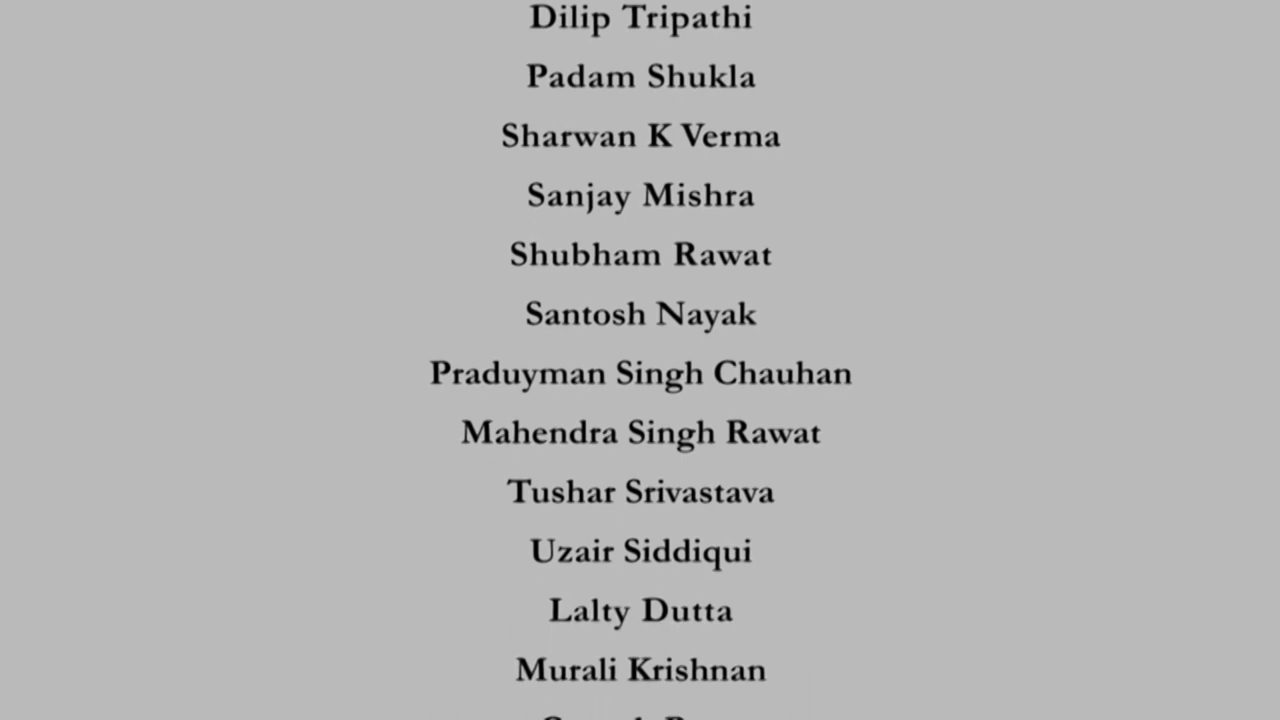 Dilip Tripathi
Padam Shukla
Sharwan K Verma
Sanjay Mishra
Shubham Rawat
Santosh Nayak
Praduyman Singh Chauhan
Mahendra Singh Rawat
Tushar Srivastava
Uzair Siddiqui
Lalty Dutta
Murali Krishnan